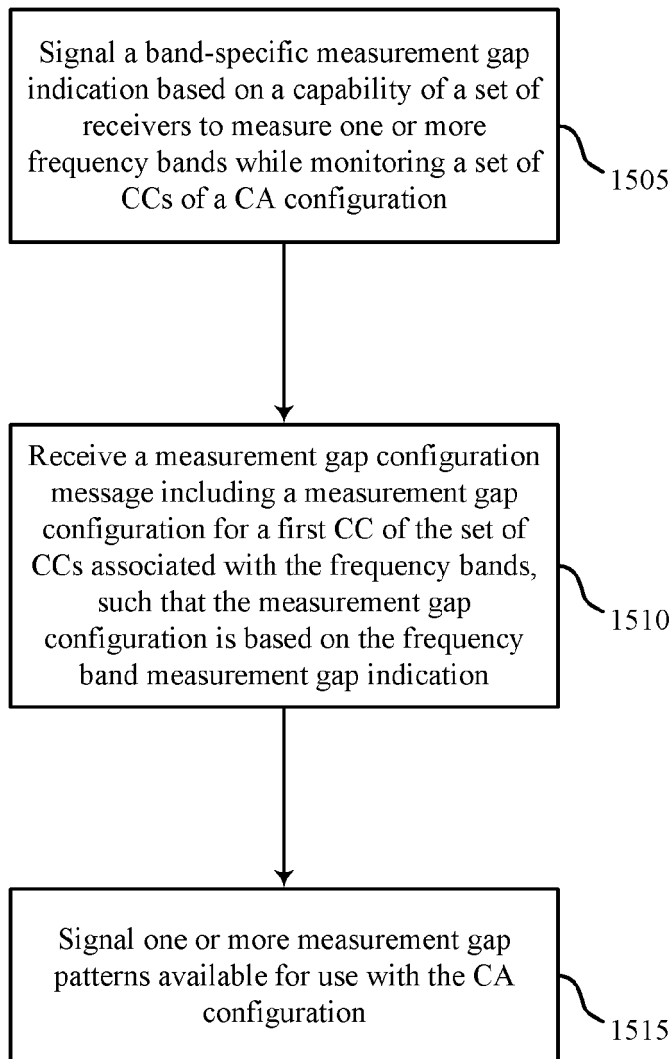 Signal a band-specific measurement gap
indication based on a capability of a set of
receivers to measure one or more
frequency bands while monitoring a set of
CCs of a CA configuration
1505
Receive a measurement gap configuration
message including a measurement gap
configuration for a first CC of the set of
CCs associated with the frequency bands,
such that the measurement gap
configuration is based on the frequency
band measurement gap indication
1510
Signal one or more measurement gap
patterns available for use with the CA
configuration
1515